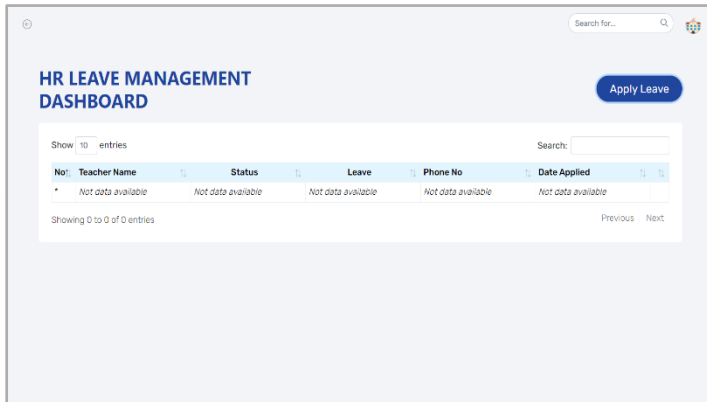 Search for...
HR LEAVE MANAGEMENT
DASHBOARD
Apply Leave
Show 10 entries
Search:
No Teacher Name Status Leave Phone No Date Applied
* Not data available Not data available Not data available Not data available Not data available
Showing 0 to 0 of 0 entries
Previous Next